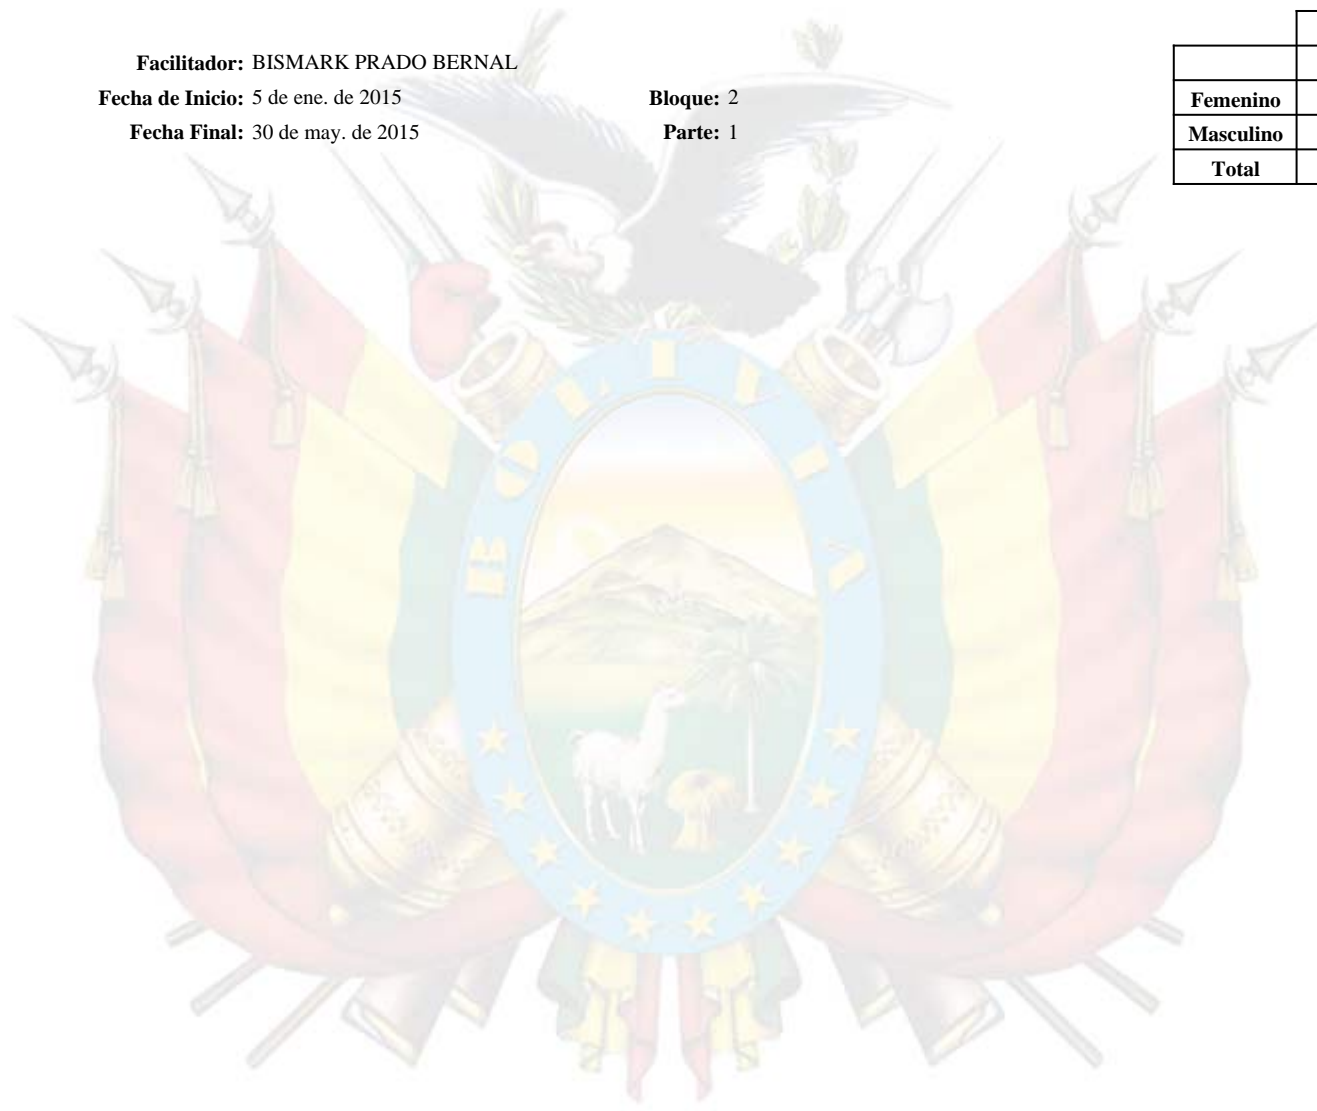 Facilitador: BISMARK PRADO BERNAL
Fecha de Inicio: 5 de ene. de 2015 Bloque: 2
Fecha Final: 30 de may. de 2015 Parte: 1
Femenino
Masculino
Total
BOLIVIA